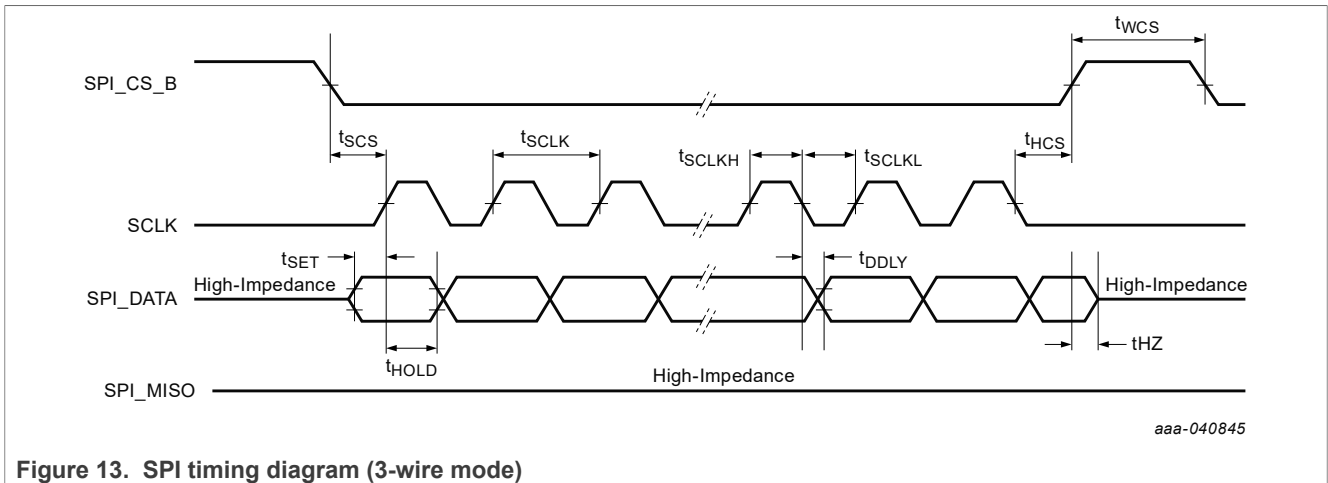 tWCS
SPI_CS_B
tSCS
tSCLK
tSCLKH
tSCLKL
tHCS
SCLK
tSET
tDDLY
High-Impedance
High-Impedance
SPI_DATA
tHZ
tHOLD
High-Impedance
SPI_MISO
aaa-040845
Figure 13. SPI timing diagram (3-wire mode)